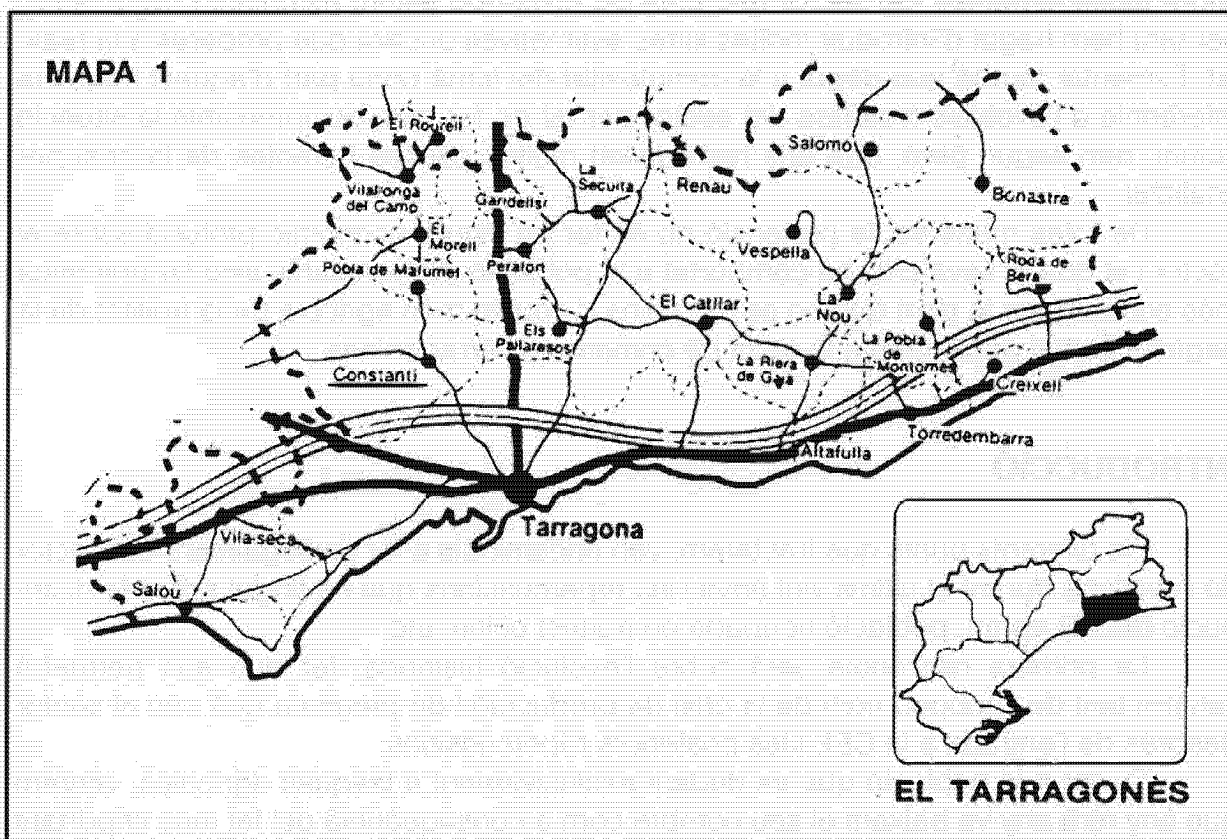 MAPA 1
El Rourell
Vilallonga
del Camp
Garidells
La
Secuita
Renau
Salomó
Bonastre
El
Morell
Pobla de Mafumet
Perafort
Vespella
Roda de
Berà
El Catllar
La
Nou
Els
Pallaresos
La Pobla
de
Montornès
La Riera
de Gaià
Constantí
Creixell
Torredembarra
Altafulla
Tarragona
Vila-seca
Salou
EL TARRAGONÈS